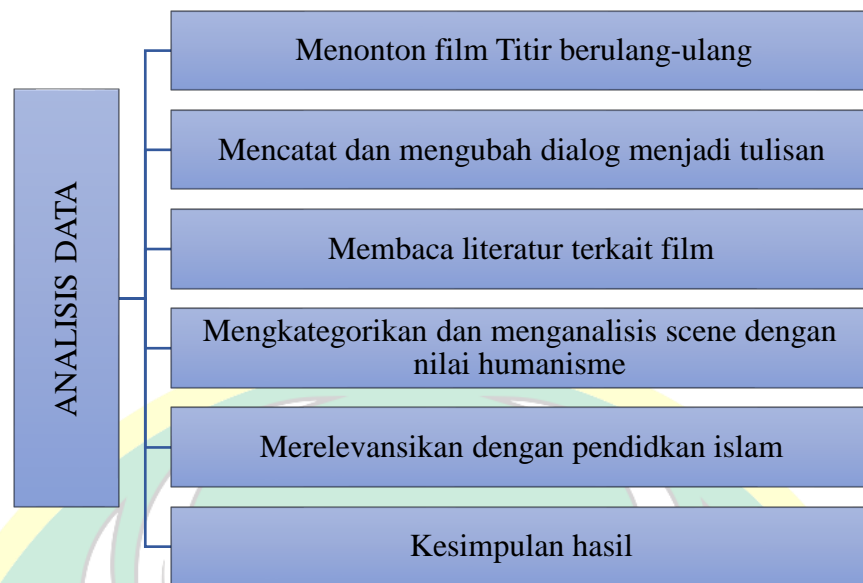 ANALISIS DATA
Menonton film Titir berulang-ulang
Mencatat dan mengubah dialog menjadi tulisan
Membaca literatur terkait film
Mengkategorikan dan menganalisis scene dengan
nilai humanisme
Merelevansikan dengan pendidkan islam
Kesimpulan hasil